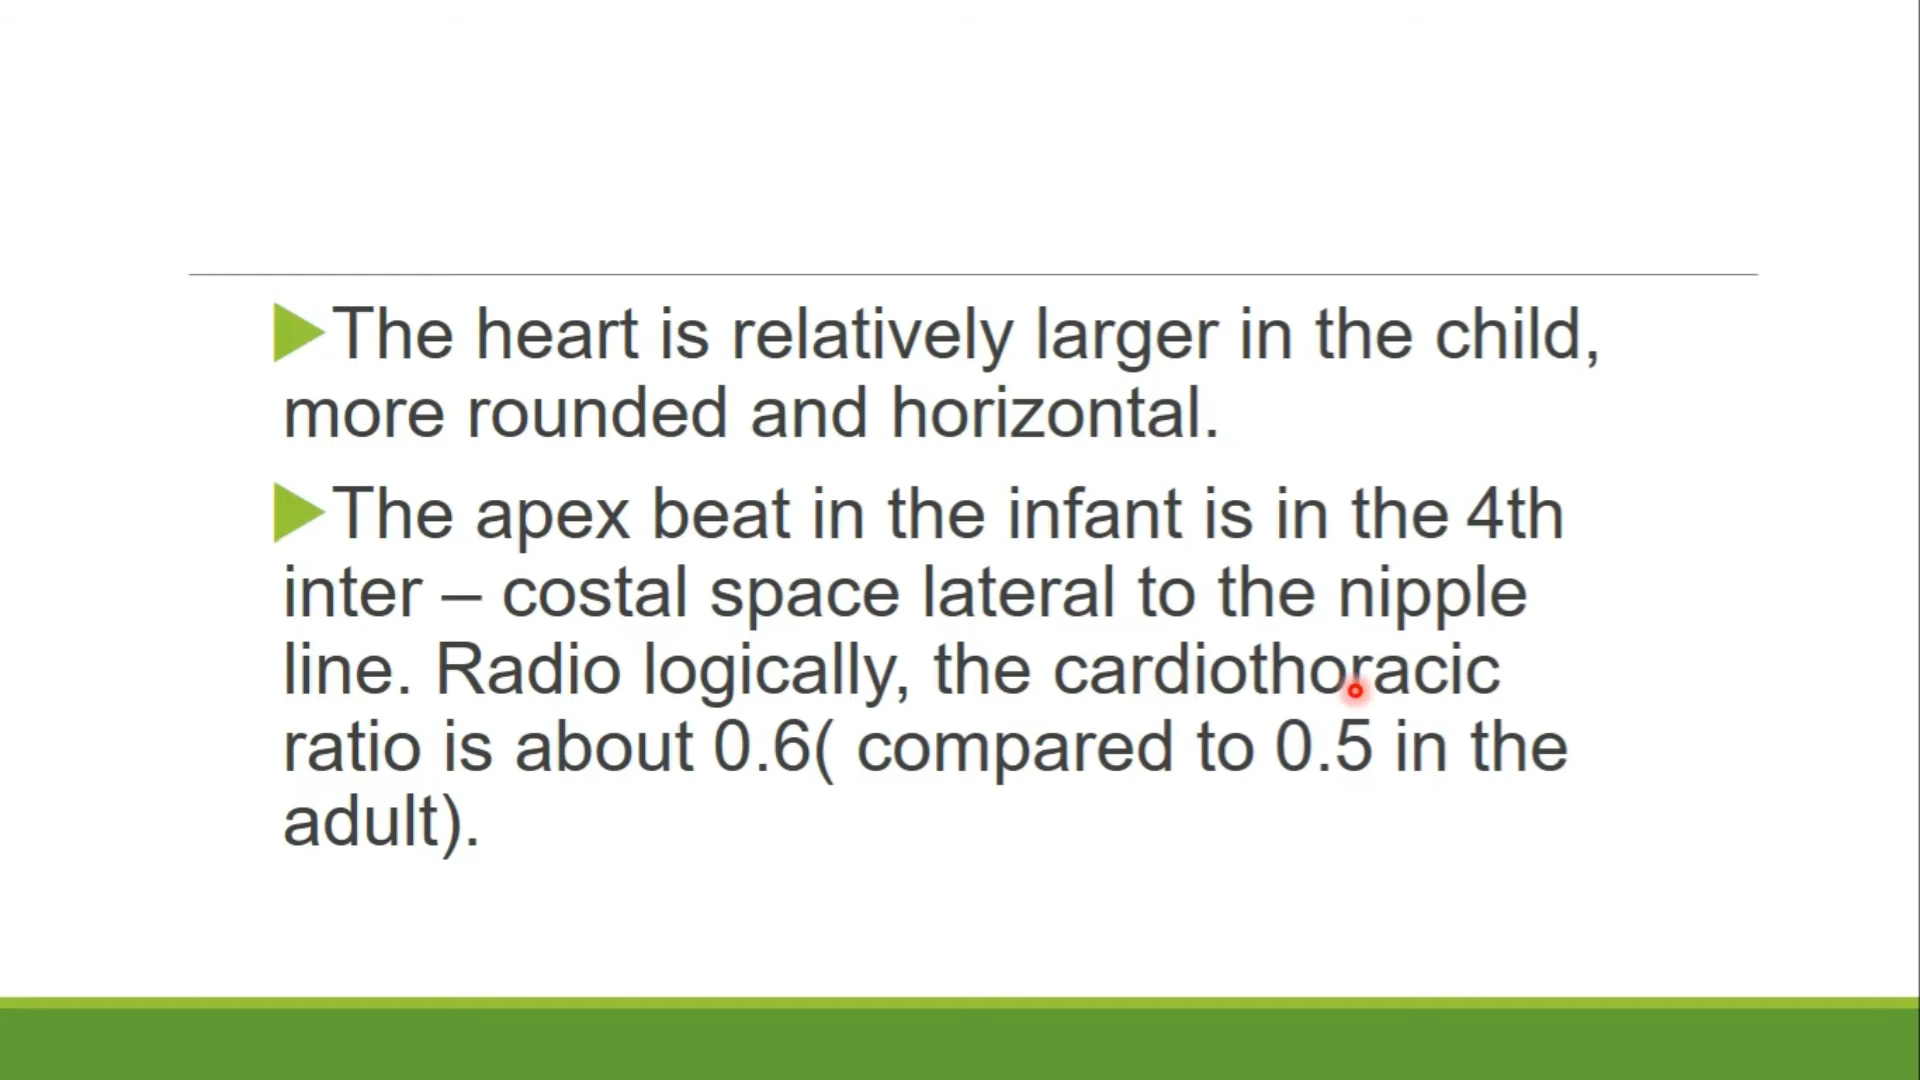 The heart is relatively larger in the child,
more rounded and horizontal.
The apex beat in the infant is in the 4th
inter – costal space lateral to the nipple
line. Radio logically, the cardiothoracic
ratio is about 0.6( compared to 0.5 in the
adult).